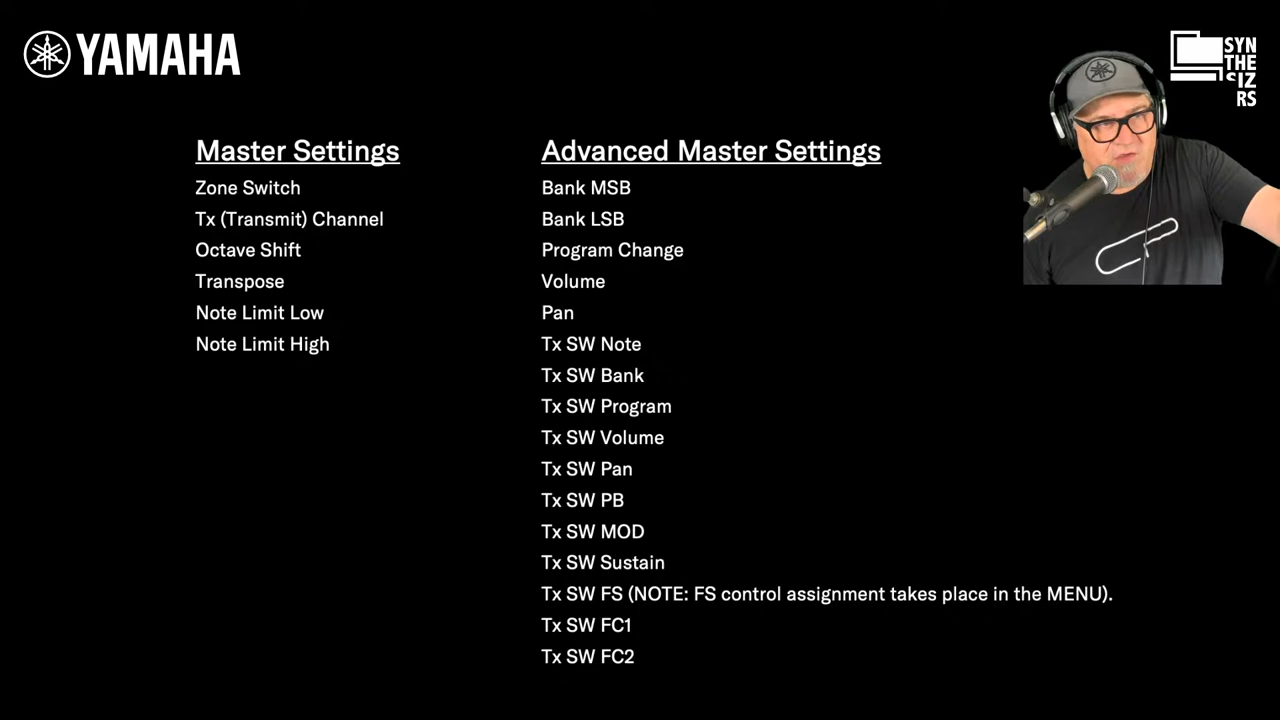 YAMAHA
SYN
THE
SIZ
RS
Master Settings
Zone Switch
Tx (Transmit) Channel
Octave Shift
Transpose
Note Limit Low
Note Limit High
Advanced Master Settings
Bank MSB
Bank LSB
Program Change
Volume
Pan
Tx SW Note
Tx SW Bank
Tx SW Program
Tx SW Volume
Tx SW Pan
Tx SW PB
Tx SW MOD
Tx SW Sustain
Tx SW FS (NOTE: FS control assignment takes place in the MENU).
Tx SW FC1
Tx SW FC2